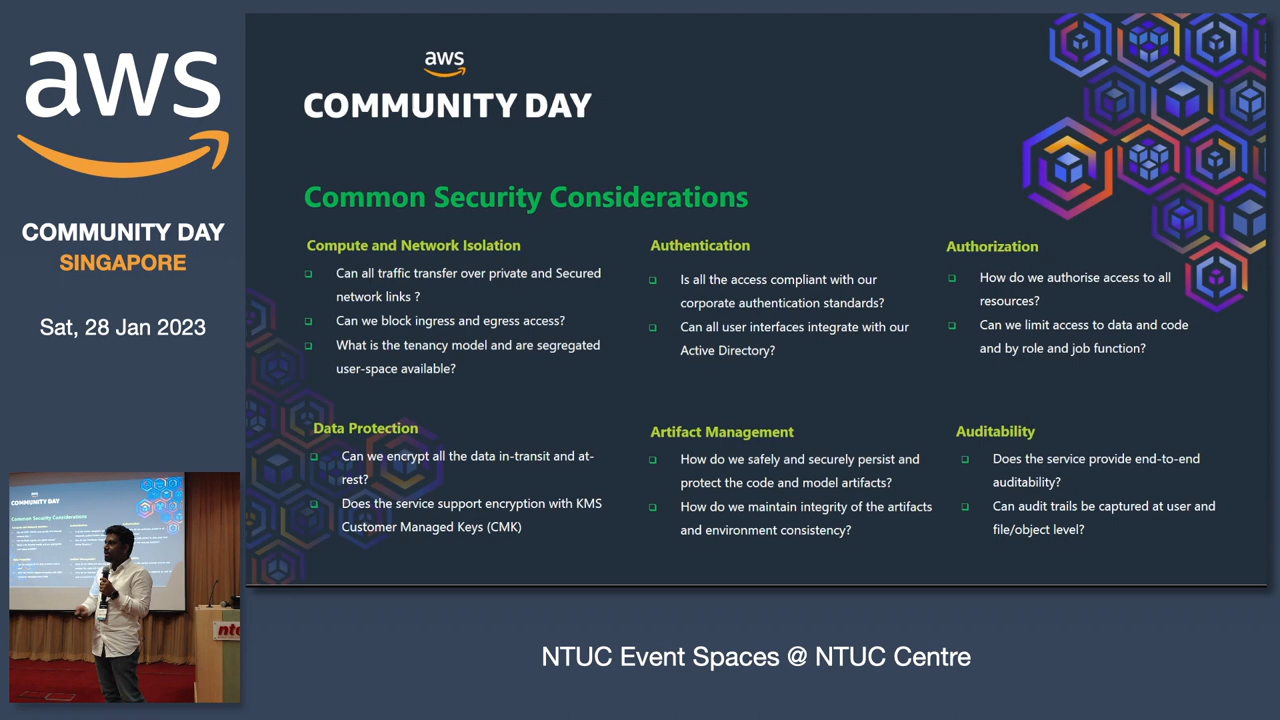 aws
COMMUNITY DAY
SINGAPORE
Sat, 28 Jan 2023
aws
COMMUNITY DAY
Common Security Considerations
Compute and Network Isolation
Can all traffic transfer over private and Secured
network links ?
Can we block ingress and egress access?
What is the tenancy model and are segregated
user-space available?
Authentication
Is all the access compliant with our
corporate authentication standards?
Can all user interfaces integrate with our
Active Directory?
Authorization
How do we authorise access to all
resources?
Can we limit access to data and code
and by role and job function?
Data Protection
Can we encrypt all the data in-transit and at-
rest?
Does the service support encryption with KMS
Customer Managed Keys (CMK)
Artifact Management
How do we safely and securely persist and
protect the code and model artifacts?
How do we maintain integrity of the artifacts
and environment consistency?
Auditability
Does the service provide end-to-end
auditability?
Can audit trails be captured at user and
file/object level?
COMMUNITY DAY
Common Security Considerations
NTUC Event Spaces @ NTUC Centre